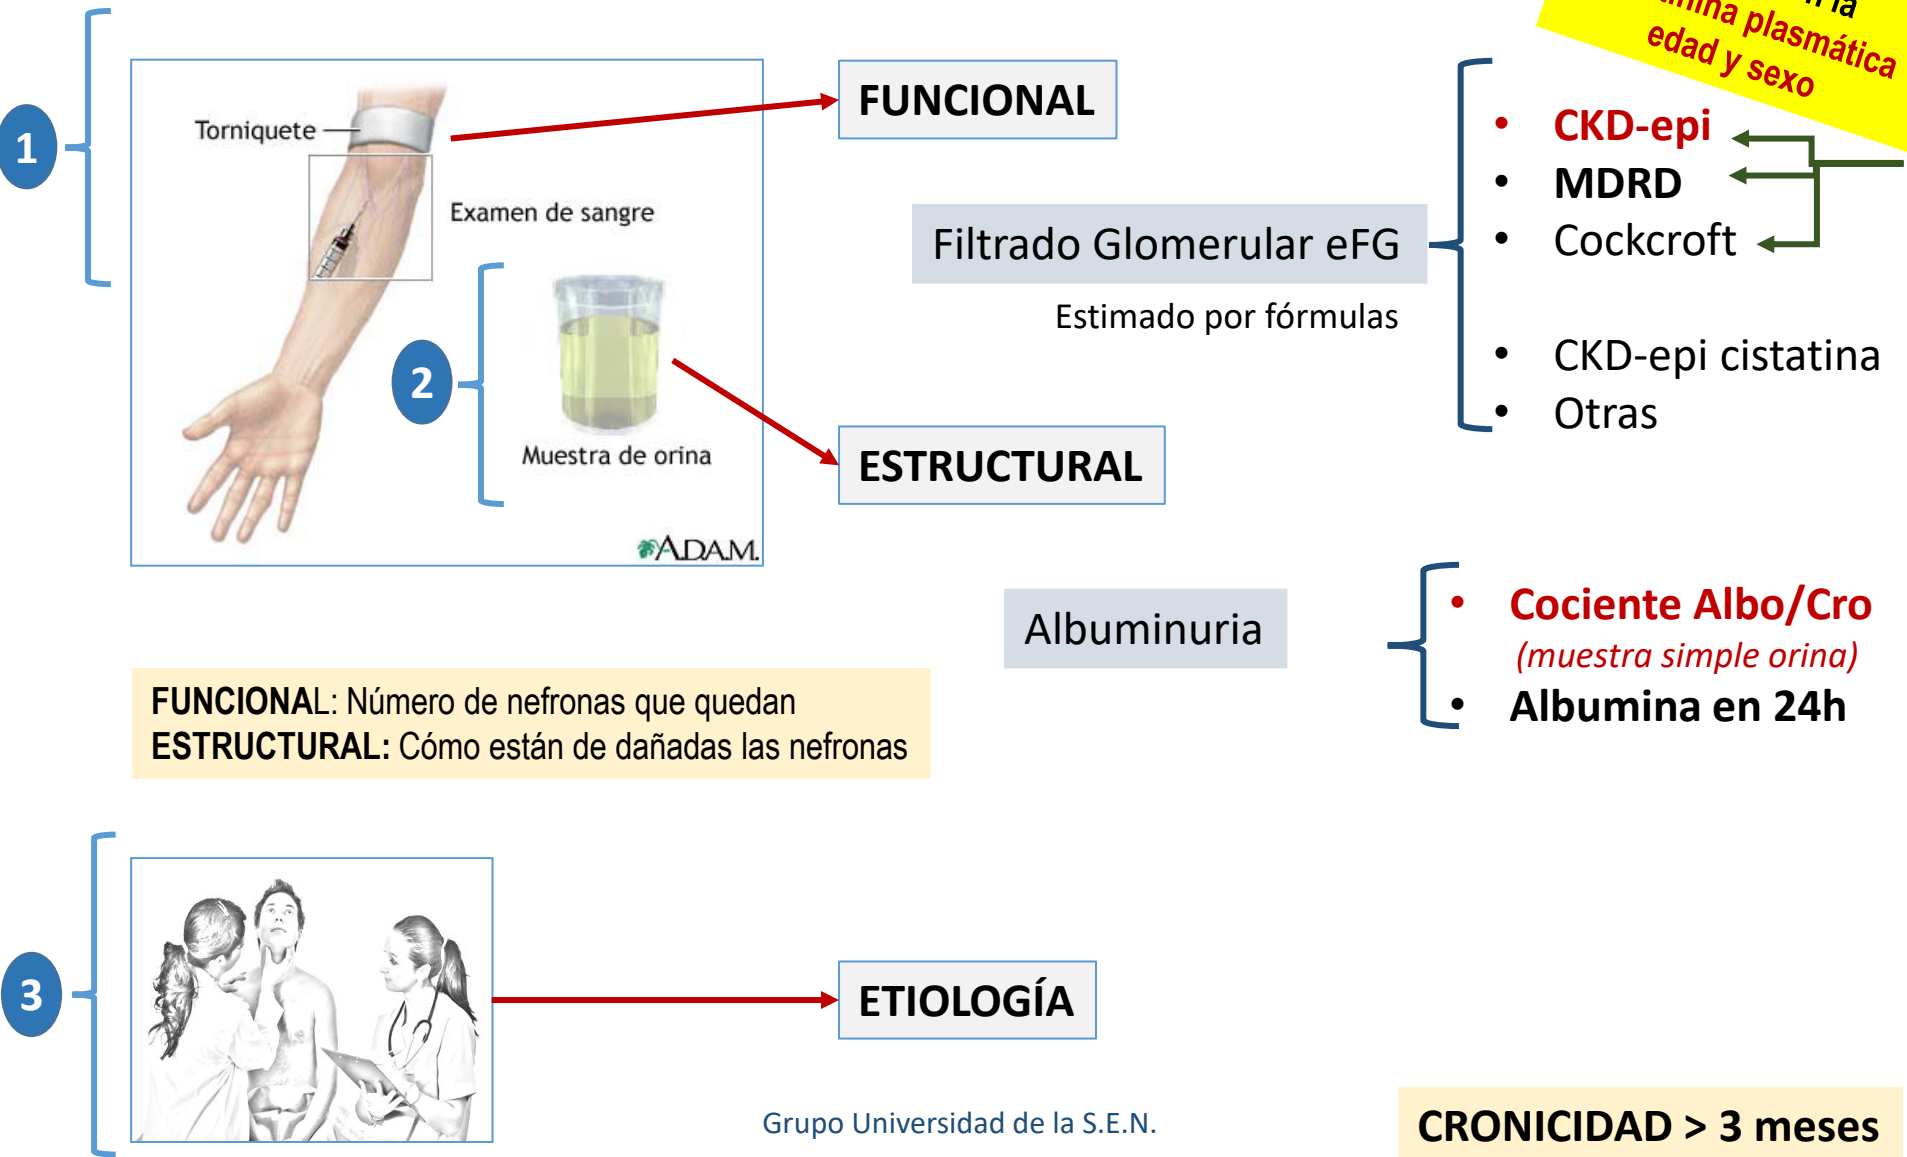 n la
plasmática
edad y sexo
1
Torniquete
Examen de sangre
2
Muestra de orina
A.D.A.M.
FUNCIONAL
Filtrado Glomerular eFG
Estimado por fórmulas
• CKD-epi
• MDRD
• Cockcroft
• CKD-epi cistatina
• Otras
ESTRUCTURAL
Albuminuria
• Cociente Albo/Cro
(muestra simple orina)
• Albumina en 24h
FUNCIONAL: Número de nefronas que quedan
ESTRUCTURAL: Cómo están de dañadas las nefronas
3
ETIOLOGÍA
Grupo Universidad de la S.E.N.
CRONICIDAD > 3 meses